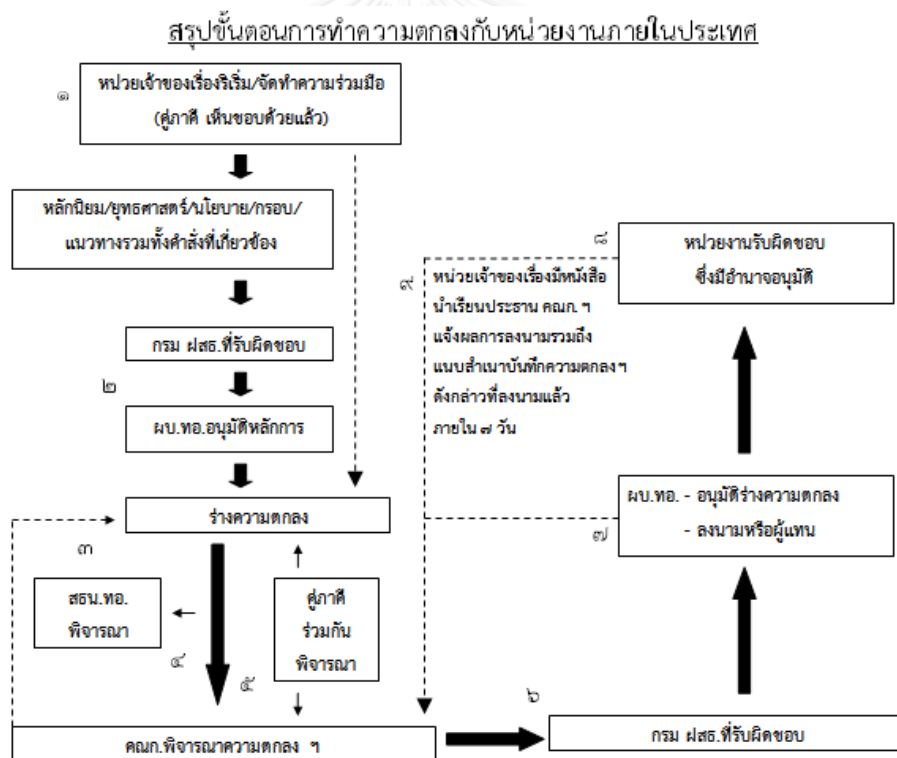 สรุปขั้นตอนการทำความตกลงกับหน่วยงานภายในประเทศ
๑
หน่วยเจ้าของเรื่องริเริ่ม/จัดทำความร่วมมือ
(คู่ภาคี เห็นชอบด้วยแล้ว)
หลักนิยม/ยุทธศาสตร์/นโยบาย/กรอบ/
แนวทางรวมทั้งคำสั่งที่เกี่ยวข้อง
กรม ฝสธ.ที่รับผิดชอบ
๒
ผบ.ทอ.อนุมัติหลักการ
ร่างความตกลง
๓
สธน.ทอ.
พิจารณา
๔
คู่ภาคี
ร่วมกัน
พิจารณา
๕
คณก.พิจารณาความตกลง ฯ
๖
กรม ฝสธ.ที่รับผิดชอบ
๗
ผบ.ทอ. - อนุมัติร่างความตกลง
- ลงนามหรือผู้แทน
๘
หน่วยงานรับผิดชอบ
ซึ่งมีอำนาจอนุมัติ
๙
หน่วยเจ้าของเรื่องมีหนังสือ
นำเรียนประธาน คณก. ฯ
แจ้งผลการลงนามรวมถึง
แนบสำเนาบันทึกความตกลง ฯ
ดังกล่าวที่ลงนามแล้ว
ภายใน ๗ วัน